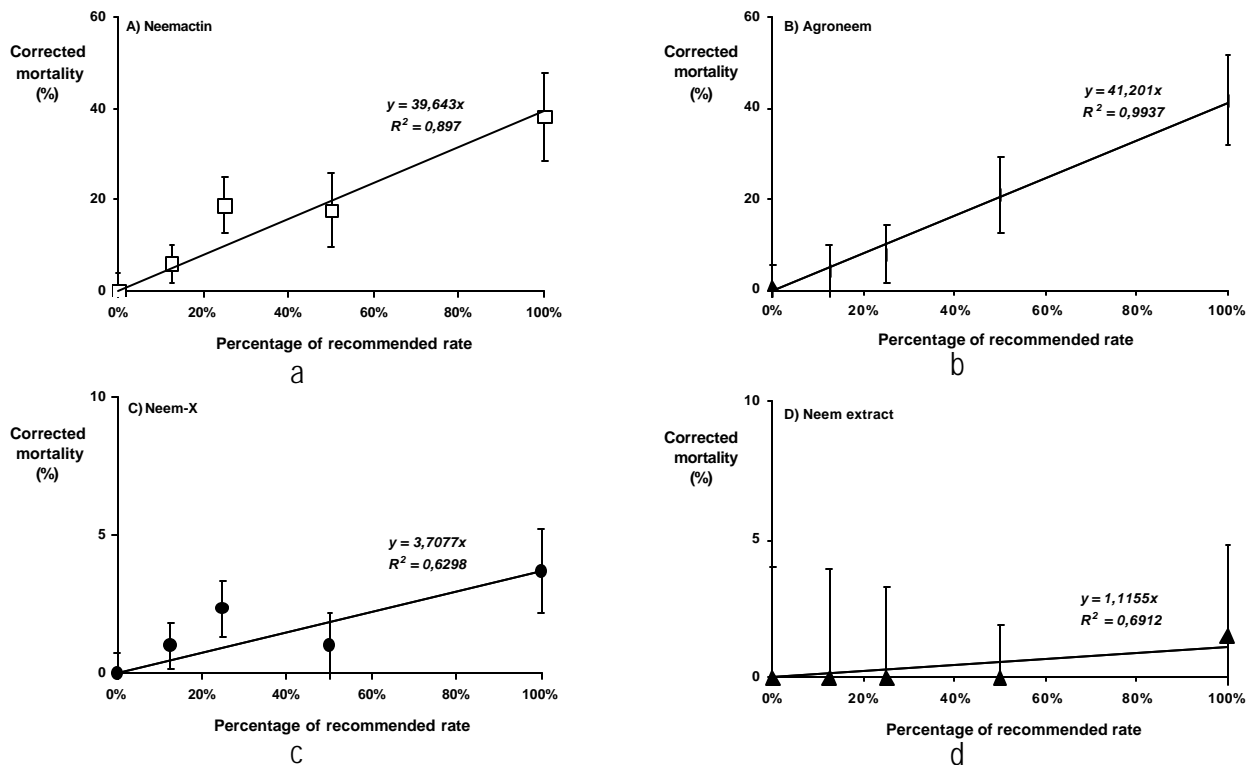 A) Neemactin
Corrected
mortality
(%)
60
40
20
0
y = 39,643x
R² = 0,897
0% 20% 40% 60% 80% 100%
Percentage of recommended rate
a
B) Agroneem
Corrected
mortality
(%)
60
40
20
0
y = 41,201x
R² = 0,9937
0% 20% 40% 60% 80% 100%
Percentage of recommended rate
b
C) Neem-X
Corrected
mortality
(%)
10
5
0
y = 3,7077x
R² = 0,6298
0% 20% 40% 60% 80% 100%
Percentage of recommended rate
c
D) Neem extract
Corrected
mortality
(%)
10
5
0
y = 1,1155x
R² = 0,6912
0% 20% 40% 60% 80% 100%
Percentage of recommended rate
d